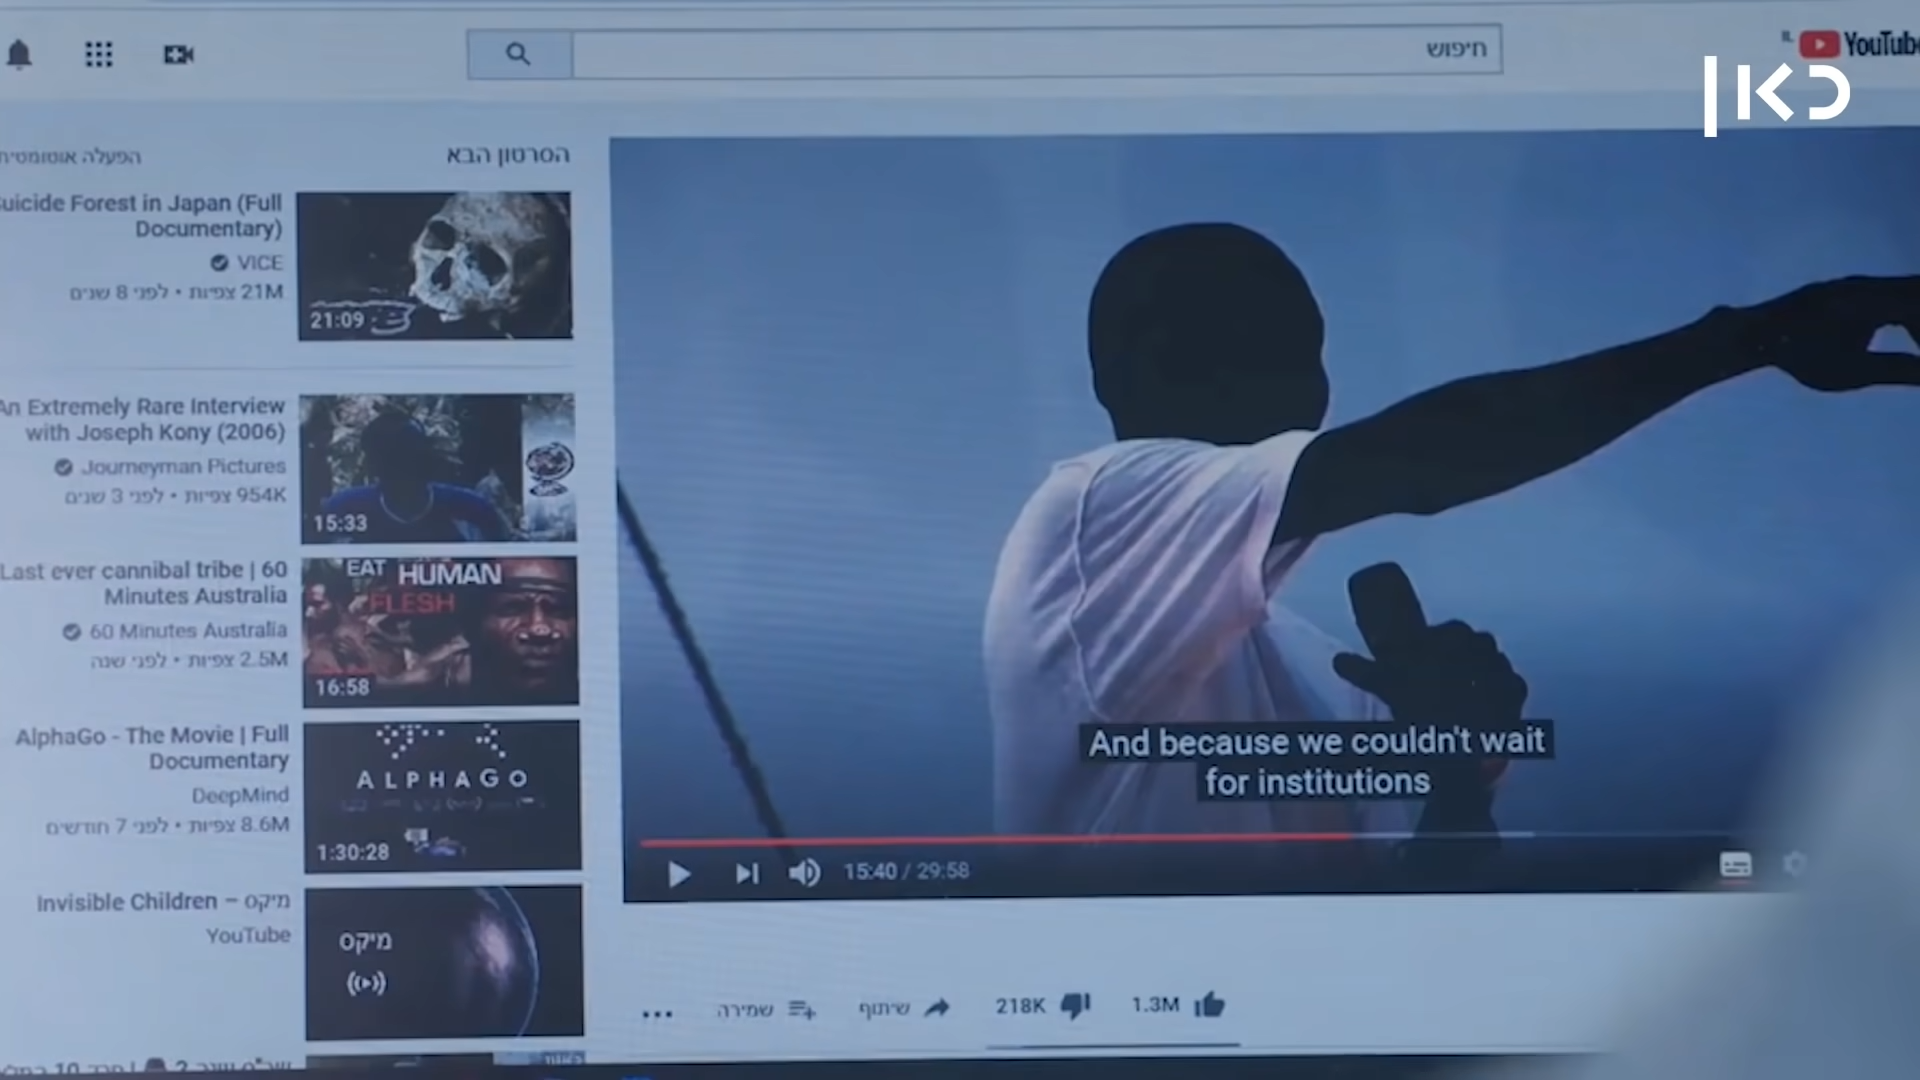 חיפוש
IL
YouTube
כאן
הסרטון הבא
הפעלה אוטומטית
Suicide Forest in Japan (Full
Documentary)
VICE
21M צפיות • לפני 8 שנים
21:09
An Extremely Rare Interview
with Joseph Kony (2006)
Journeyman Pictures
954K צפיות • לפני 3 שנים
15:33
Last ever cannibal tribe | 60
Minutes Australia
60 Minutes Australia
2.5M צפיות • לפני שנה
EAT HUMAN
FLESH
16:58
AlphaGo - The Movie | Full
Documentary
DeepMind
8.6M צפיות • לפני 7 חודשים
ALPHAGO
1:30:28
מיקס – Invisible Children
YouTube
מיקס
And because we couldn't wait
for institutions
15:40 / 29:58
1.3M
218K
שיתוף
שמירה